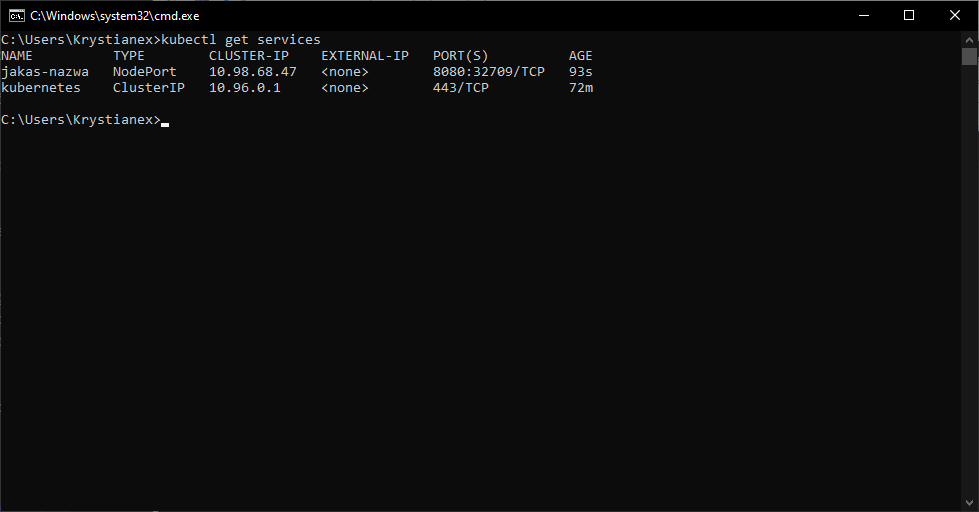 C:\Windows\system32\cmd.exe
C:\Users\Krystianex>kubectl get services
NAME TYPE CLUSTER-IP EXTERNAL-IP PORT(S) AGE
jakas-nazwa NodePort 10.98.68.47 <none> 8080:32709/TCP 93s
kubernetes ClusterIP 10.96.0.1 <none> 443/TCP 72m
C:\Users\Krystianex>